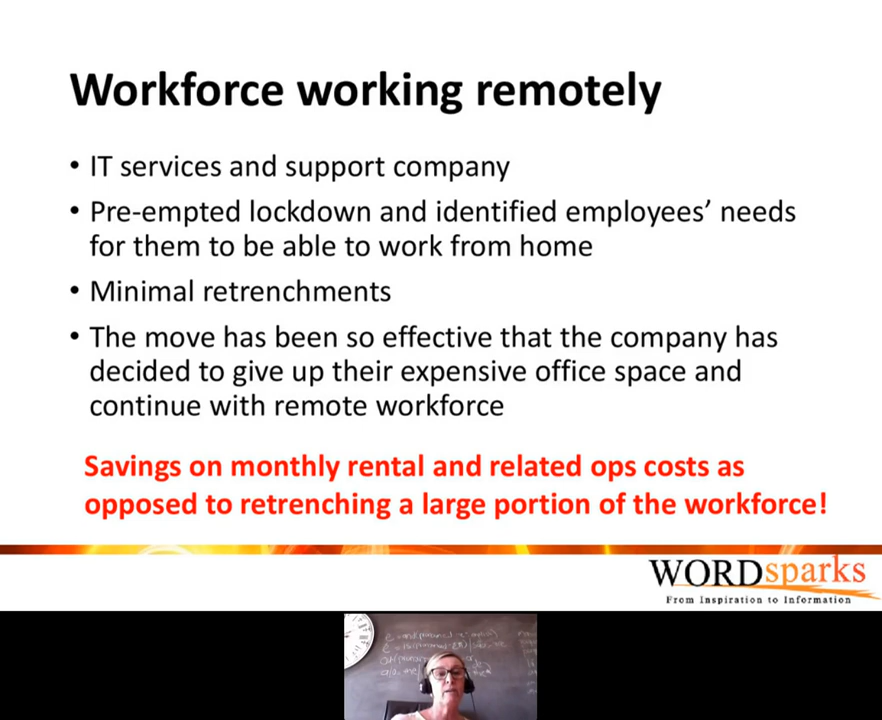 Workforce working remotely
• IT services and support company
• Pre-empted lockdown and identified employees’ needs
for them to be able to work from home
• Minimal retrenchments
• The move has been so effective that the company has
decided to give up their expensive office space and
continue with remote workforce
Savings on monthly rental and related ops costs as
opposed to retrenching a large portion of the workforce!
WORDsparks
From Inspiration to Information